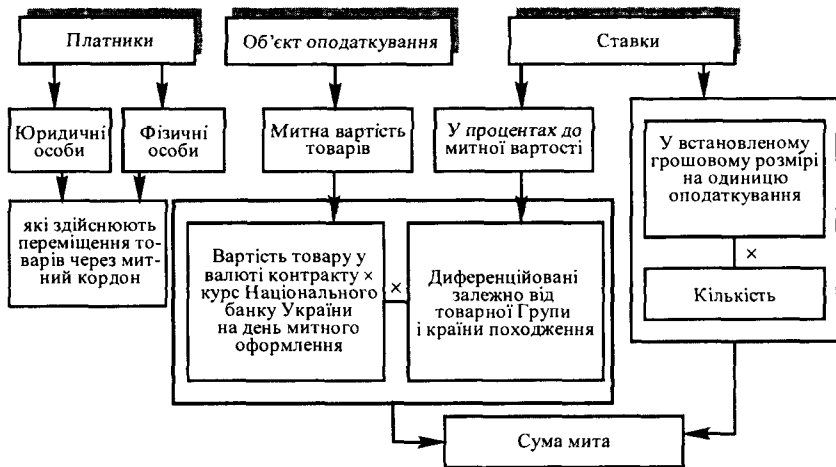 Платники
Об'єкт оподаткування
Ставки
Юридичні
особи
Фізичні
особи
Митна вартість
товарів
У процентах до
митної вартості
У встановленому
грошовому розмірі
на одиницю
оподаткування
які здійснюють
переміщення то-
варів через мит-
ний кордон
Вартість товару у
валюті контракту ×
курс Національного
банку України
на день митного
оформлення
×
Диференційовані
залежно від
товарної Групи
і країни походження
×
Кількість
Сума мита